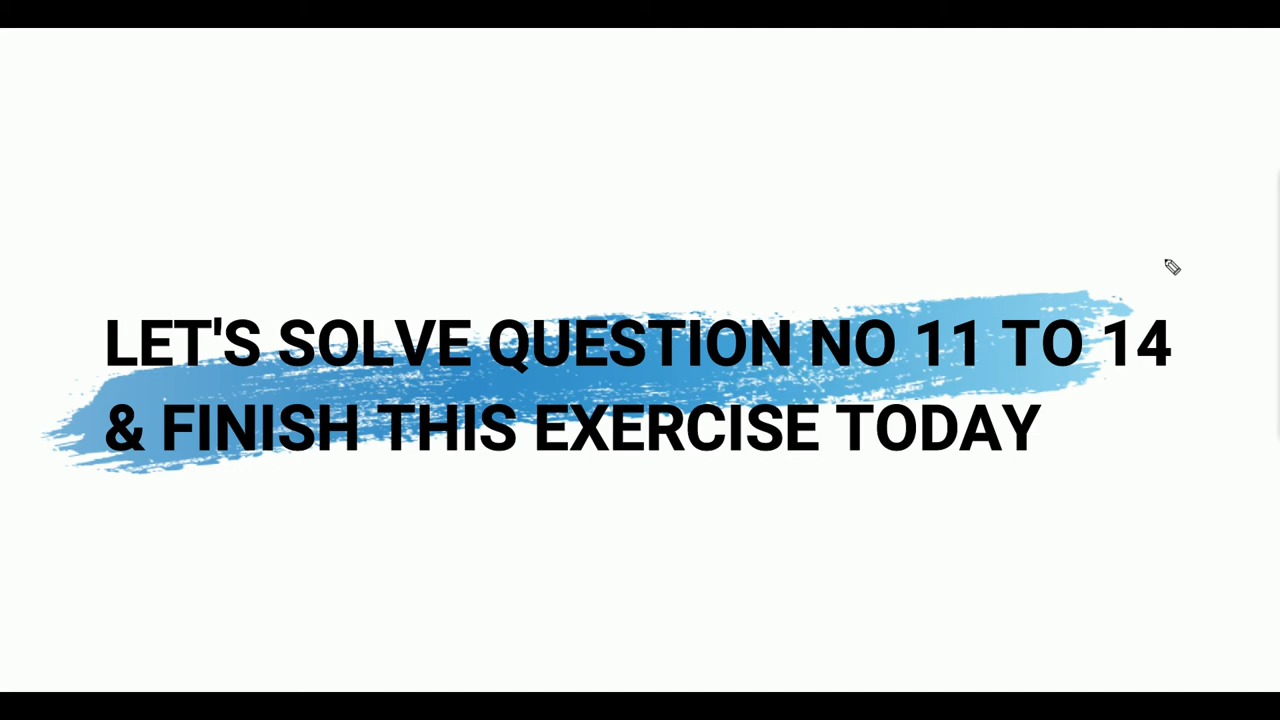 LET'S SOLVE QUESTION NO 11 TO 14
& FINISH THIS EXERCISE TODAY